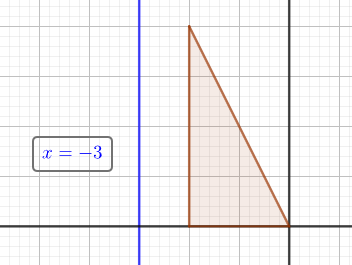 x = −3